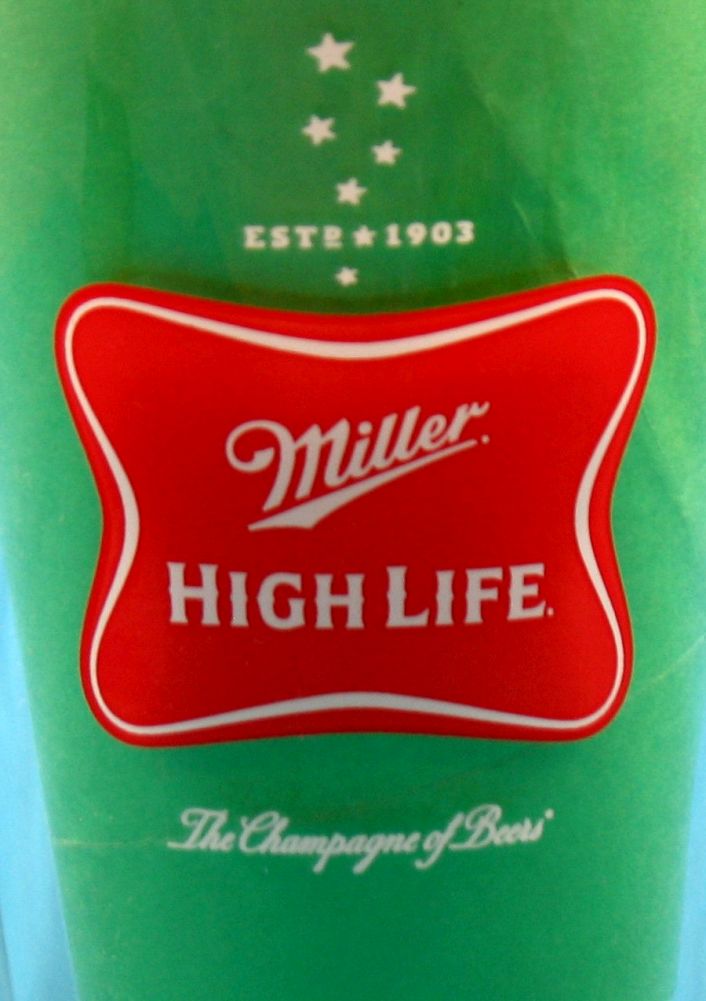 ESTD ★ 1903
Miller.
HIGH LIFE.
The Champagne of Beers